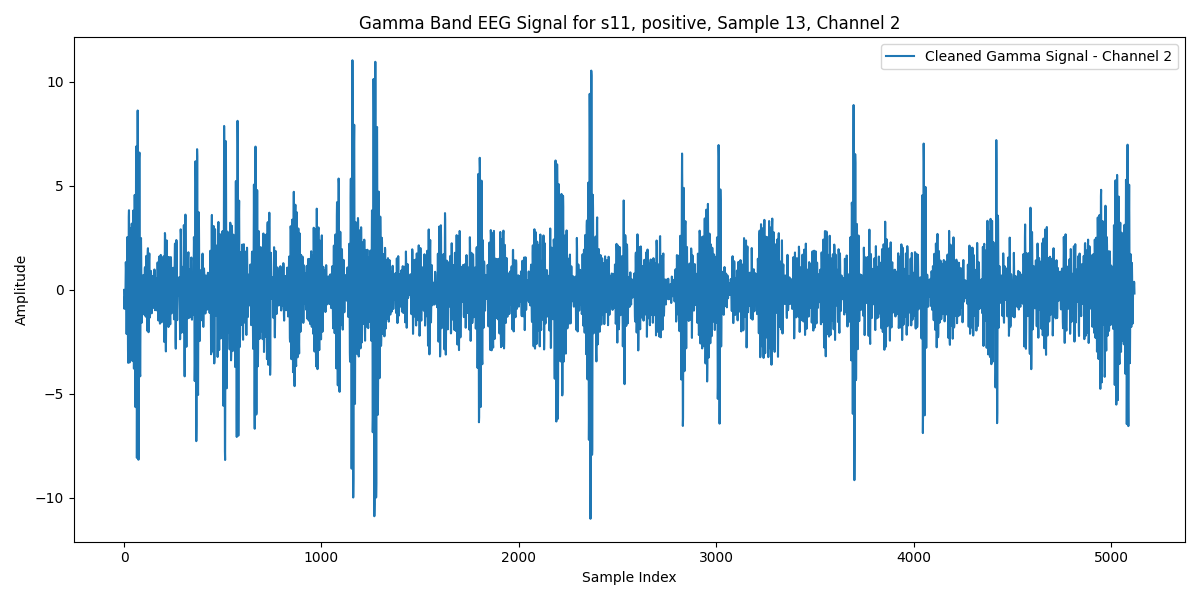 Gamma Band EEG Signal for s11, positive, Sample 13, Channel 2
Cleaned Gamma Signal - Channel 2
Amplitude
10
5
0
−5
−10
0 1000 2000 3000 4000 5000
Sample Index